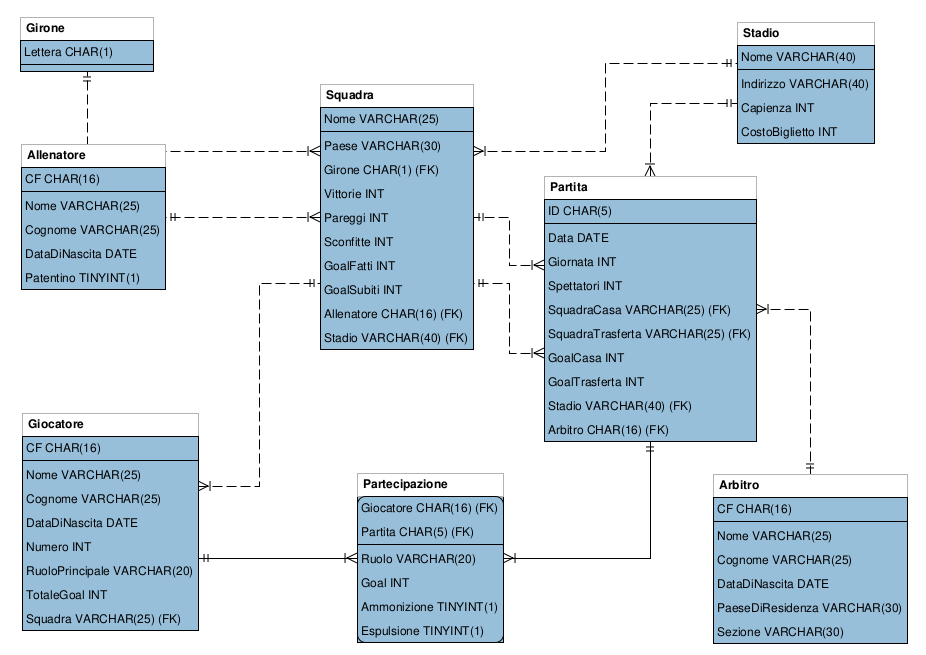 Girone
Lettera CHAR(1)
Allenatore
CF CHAR(16)
Nome VARCHAR(25)
Cognome VARCHAR(25)
DataDiNascita DATE
Patentino TINYINT(1)
Squadra
Nome VARCHAR(25)
Paese VARCHAR(30)
Girone CHAR(1) (FK)
Vittorie INT
Pareggi INT
Sconfitte INT
GoalFatti INT
GoalSubiti INT
Allenatore CHAR(16) (FK)
Stadio VARCHAR(40) (FK)
Stadio
Nome VARCHAR(40)
Indirizzo VARCHAR(40)
Capienza INT
CostoBiglietto INT
Partita
ID CHAR(5)
Data DATE
Giornata INT
Spettatori INT
SquadraCasa VARCHAR(25) (FK)
SquadraTrasferta VARCHAR(25) (FK)
GoalCasa INT
GoalTrasferta INT
Stadio VARCHAR(40) (FK)
Arbitro CHAR(16) (FK)
Giocatore
CF CHAR(16)
Nome VARCHAR(25)
Cognome VARCHAR(25)
DataDiNascita DATE
Numero INT
RuoloPrincipale VARCHAR(20)
TotaleGoal INT
Squadra VARCHAR(25) (FK)
Partecipazione
Giocatore CHAR(16) (FK)
Partita CHAR(5) (FK)
Ruolo VARCHAR(20)
Goal INT
Ammonizione TINYINT(1)
Espulsione TINYINT(1)
Arbitro
CF CHAR(16)
Nome VARCHAR(25)
Cognome VARCHAR(25)
DataDiNascita DATE
PaeseDiResidenza VARCHAR(30)
Sezione VARCHAR(30)